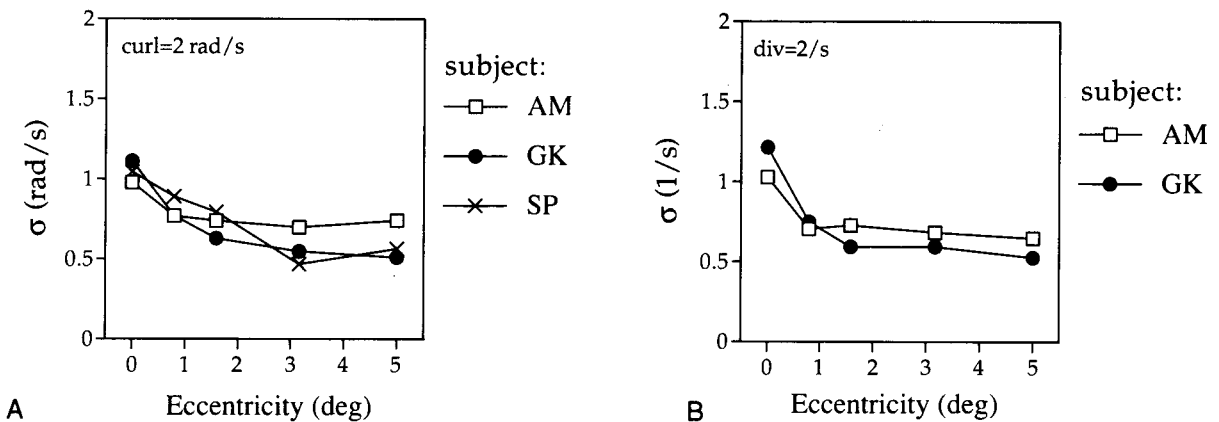 2
1.5
1
0.5
0
σ (rad/s)
curl=2 rad/s
0 1 2 3 4 5
Eccentricity (deg)
subject:
AM
GK
SP
A
2
1.5
1
0.5
0
σ (1/s)
div=2/s
0 1 2 3 4 5
Eccentricity (deg)
subject:
AM
GK
B